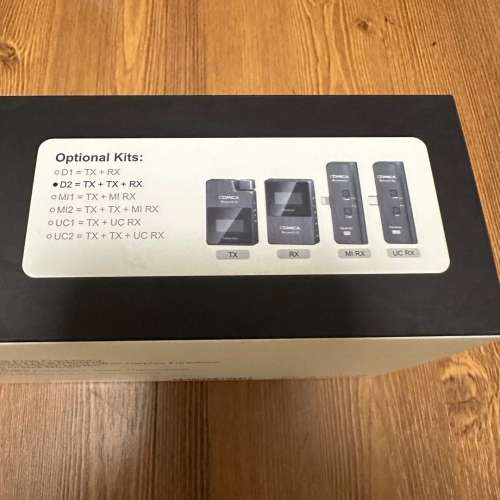 Optional Kits:
○D1 = TX + RX
●D2 = TX + TX + RX
○MI1 = TX + MI RX
○MI2 = TX + TX + MI RX
○UC1 = TX + UC RX
○UC2 = TX + TX + UC RX
COMICA
COMICA
COMICA
COMICA
TX
RX
MI RX
UC RX